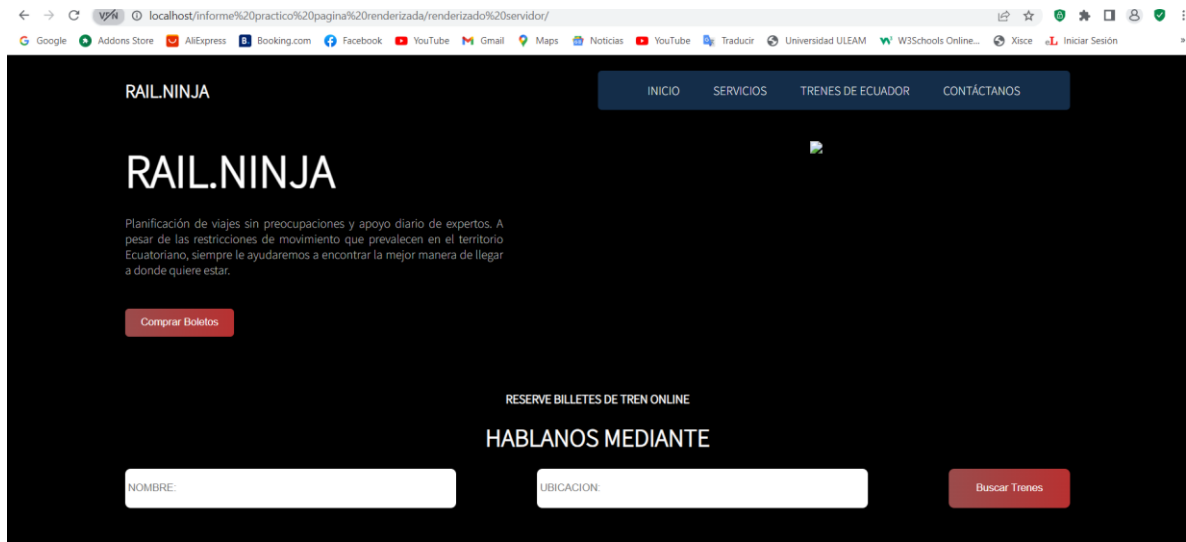 VPN localhost/informe%20practico%20pagina%20renderizada/renderizado%20servidor/
Google Addons Store AliExpress B. Booking.com Facebook YouTube Gmail Maps Noticias YouTube Traducir Universidad ULEAM W3Schools Online... Xisce eL Iniciar Sesión »
RAIL.NINJA INICIO SERVICIOS TRENES DE ECUADOR CONTÁCTANOS
RAIL.NINJA
Planificación de viajes sin preocupaciones y apoyo diario de expertos. A
pesar de las restricciones de movimiento que prevalecen en el territorio
Ecuatoriano, siempre le ayudaremos a encontrar la mejor manera de llegar
a donde quiere estar.
Comprar Boletos
RESERVE BILLETES DE TREN ONLINE
HABLANOS MEDIANTE
NOMBRE: UBICACION: Buscar Trenes